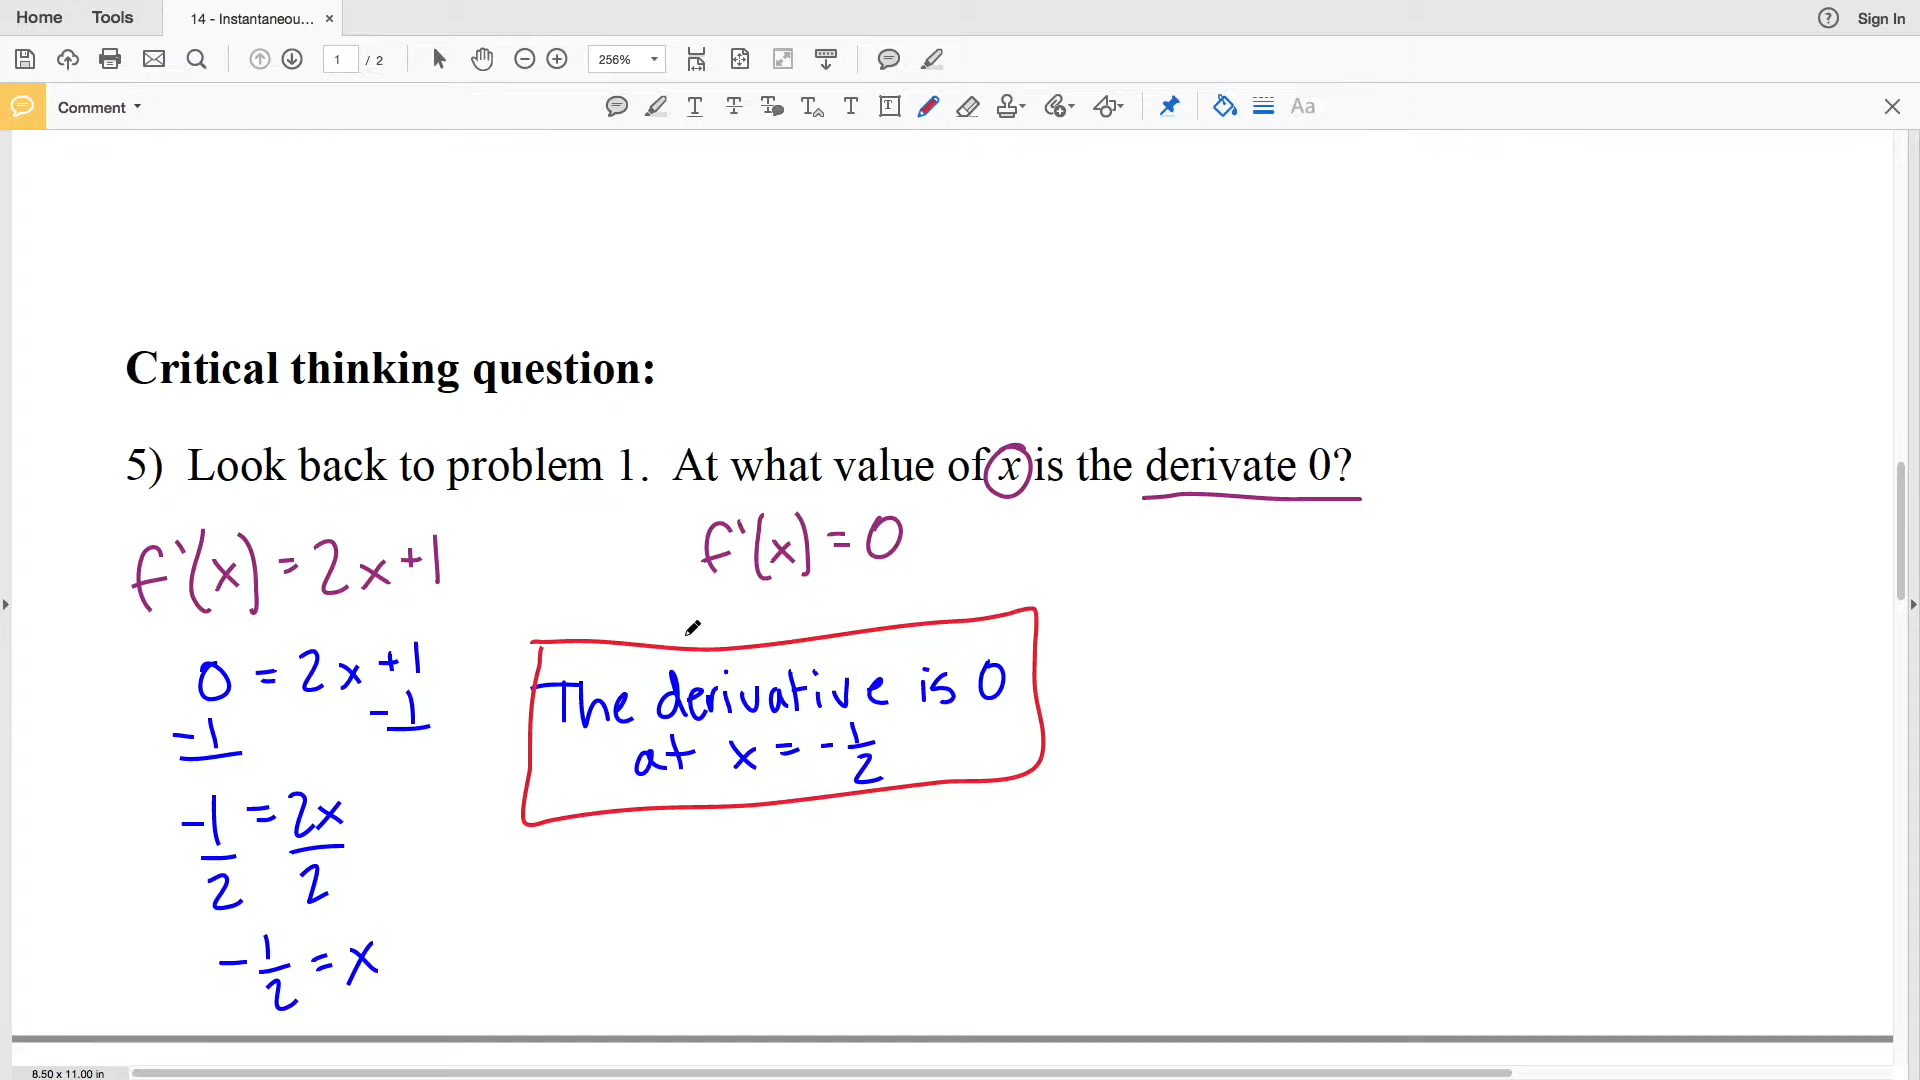 Home Tools 14 - Instantaneou... × ? Sign In
1 / 2 256%
Comment T T T T T T Aa
Critical thinking question:
5) Look back to problem 1. At what value of x is the derivate 0?
f'(x) = 2x+1
f'(x) = 0
0 = 2x+1
-1 -1
The derivative is 0
at x = -1/2
-1/2 = 2x/2
-1/2 = x
8.50 x 11.00 in